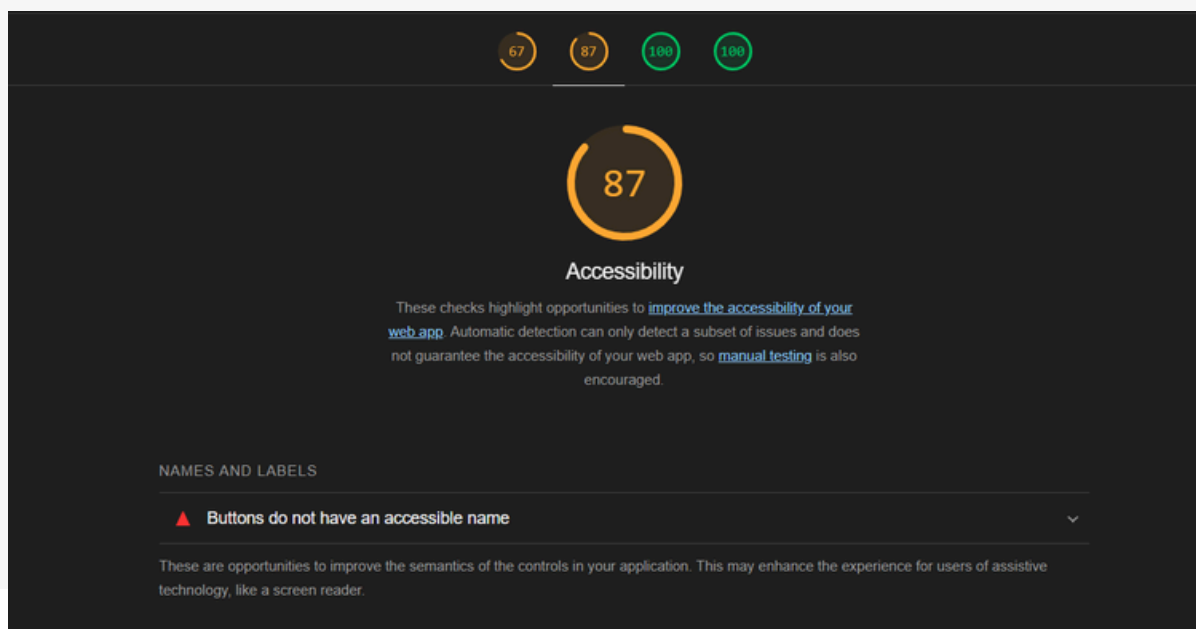 67 87 100 100
87
Accessibility
These checks highlight opportunities to improve the accessibility of your
web app. Automatic detection can only detect a subset of issues and does
not guarantee the accessibility of your web app, so manual testing is also
encouraged.
NAMES AND LABELS
Buttons do not have an accessible name
These are opportunities to improve the semantics of the controls in your application. This may enhance the experience for users of assistive
technology, like a screen reader.